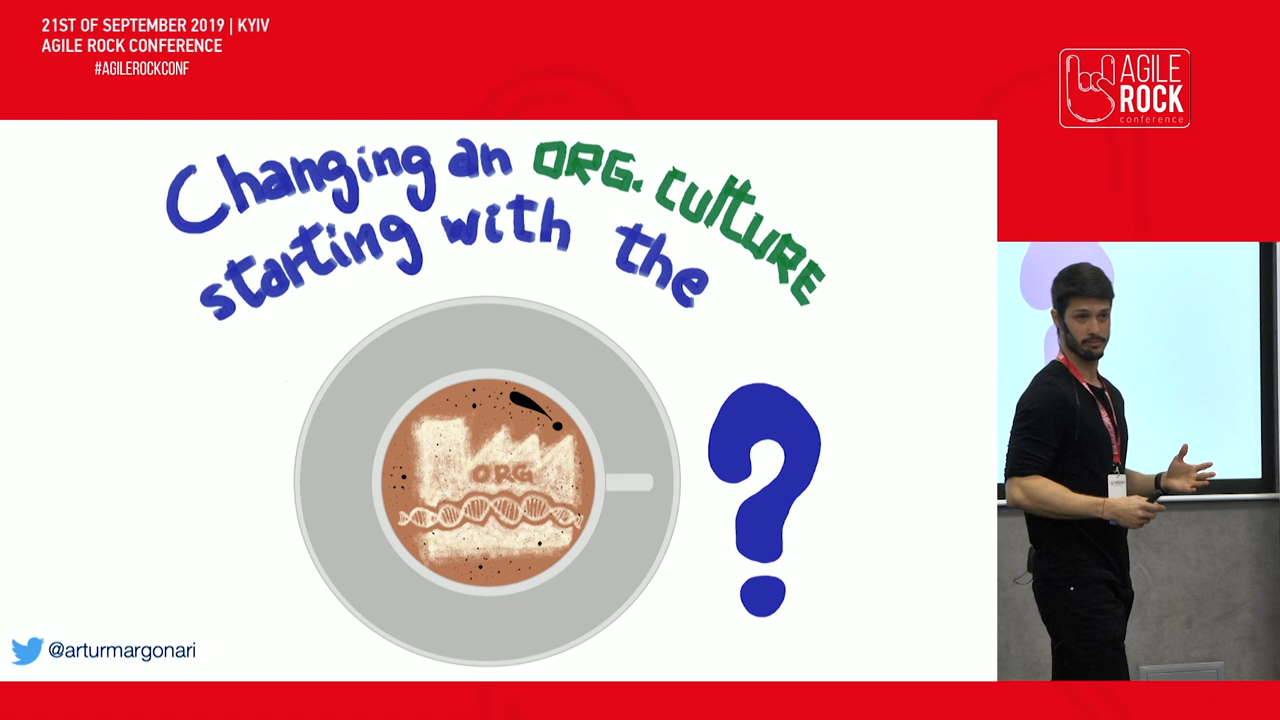 21ST OF SEPTEMBER 2019 | KYIV
AGILE ROCK CONFERENCE
#AGILEROCKCONF
AGILE
ROCK
conference
Changing an ORG. culture
starting with the
ORG
?
@arturmargonari